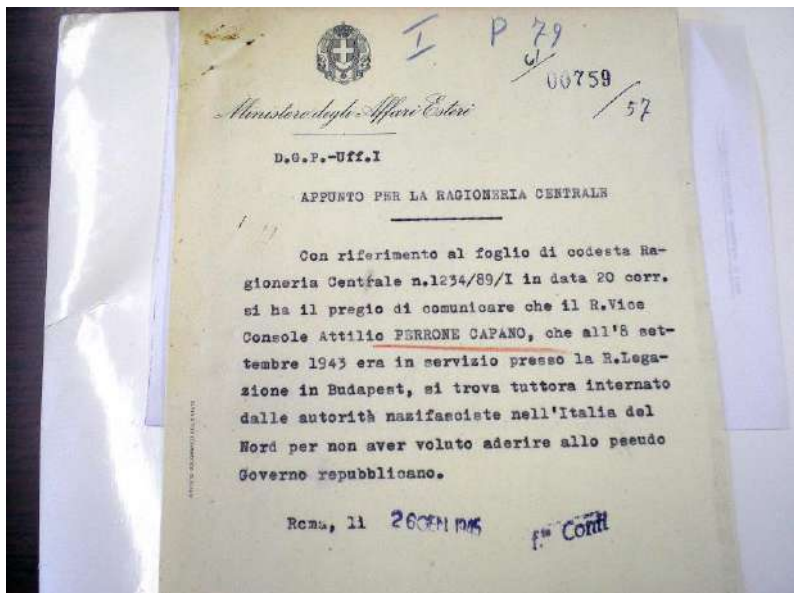 I P 79
61/
00759
/57
Ministero degli Affari Esteri
D.G.P.-Uff.I
APPUNTO PER LA RAGIONERIA CENTRALE
Con riferimento al foglio di codesta Ra-
gioneria Centrale n.1234/89/I in data 20 corr.
si ha il pregio di comunicare che il R.Vice
Console Attilio PERRONE CAPANO, che all'8 set-
tembre 1943 era in servizio presso la R.Lega-
zione in Budapest, si trova tuttora internato
dalle autorità nazifasciste nell'Italia del
Nord per non aver voluto aderire allo pseudo
Governo repubblicano.
Roma, li 26 GEN 1945
f.to Conti